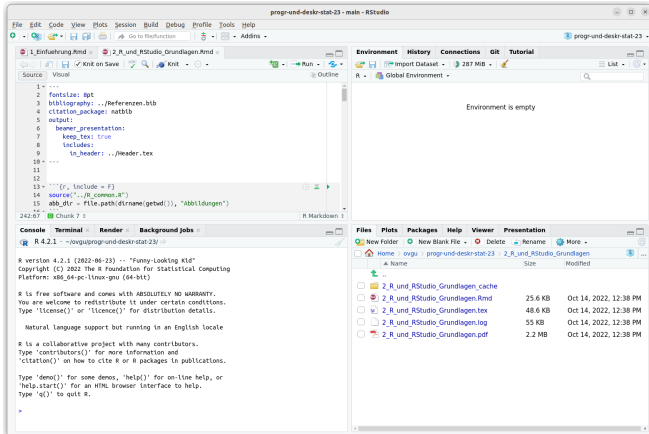 progr-und-deskr-stat-23 - main - RStudio
File Edit Code View Plots Session Build Debug Profile Tools Help
Go to file/function Addins progr-und-deskr-stat-23
1_Einfuehrung.Rmd 2_R_und_RStudio_Grundlagen.Rmd
Knit on Save Knit Run
Source Visual Outline
1 ---
2 fontsize: 8pt
3 bibliography: ../Referenzen.bib
4 citation_package: natbib
5 output:
6 beamer_presentation:
7 keep_tex: true
8 includes:
9 in_header: ../Header.tex
10 ---
11
12
13 ```{r, include = F}
14 source("../R_common.R")
15 abb_dir = file.path(dirname(getwd()), "Abbildungen")
242:67 Chunk 7 R Markdown
Console Terminal Render Background Jobs
R 4.2.1 · ~/ovgu/progr-und-deskr-stat-23/
R version 4.2.1 (2022-06-23) -- "Funny-Looking Kid"
Copyright (C) 2022 The R Foundation for Statistical Computing
Platform: x86_64-pc-linux-gnu (64-bit)
R is free software and comes with ABSOLUTELY NO WARRANTY.
You are welcome to redistribute it under certain conditions.
Type 'license()' or 'licence()' for distribution details.
Natural language support but running in an English locale
R is a collaborative project with many contributors.
Type 'contributors()' for more information and
'citation()' on how to cite R or R packages in publications.
Type 'demo()' for some demos, 'help()' for on-line help, or
'help.start()' for an HTML browser interface to help.
Type 'q()' to quit R.
>
Environment History Connections Git Tutorial
Import Dataset 287 MiB List
R Global Environment
Environment is empty
Files Plots Packages Help Viewer Presentation
New Folder New Blank File Delete Rename More
Home ovgu progr-und-deskr-stat-23 2_R_und_RStudio_Grundlagen ...
Name Size Modified
..
2_R_und_RStudio_Grundlagen_cache
2_R_und_RStudio_Grundlagen.Rmd 25.6 KB Oct 14, 2022, 12:38 PM
2_R_und_RStudio_Grundlagen.tex 48.6 KB Oct 14, 2022, 12:38 PM
2_R_und_RStudio_Grundlagen.log 55 KB Oct 14, 2022, 12:38 PM
2_R_und_RStudio_Grundlagen.pdf 2.2 MB Oct 14, 2022, 12:38 PM